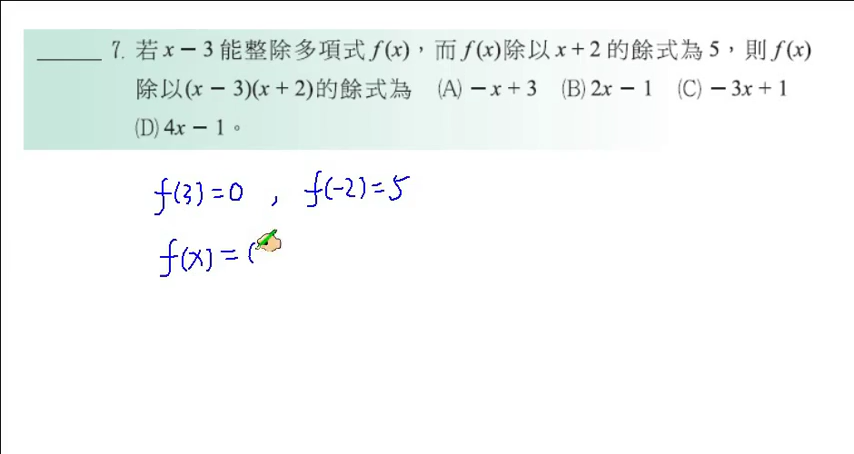 _____ 7. 若 x − 3 能整除多項式 f(x)，而 f(x)除以 x + 2 的餘式為 5，則 f(x)
除以(x − 3)(x + 2)的餘式為 (A) − x + 3 (B) 2x − 1 (C) − 3x + 1
(D) 4x − 1。
f(3)=0 , f(-2)=5
f(x)=(